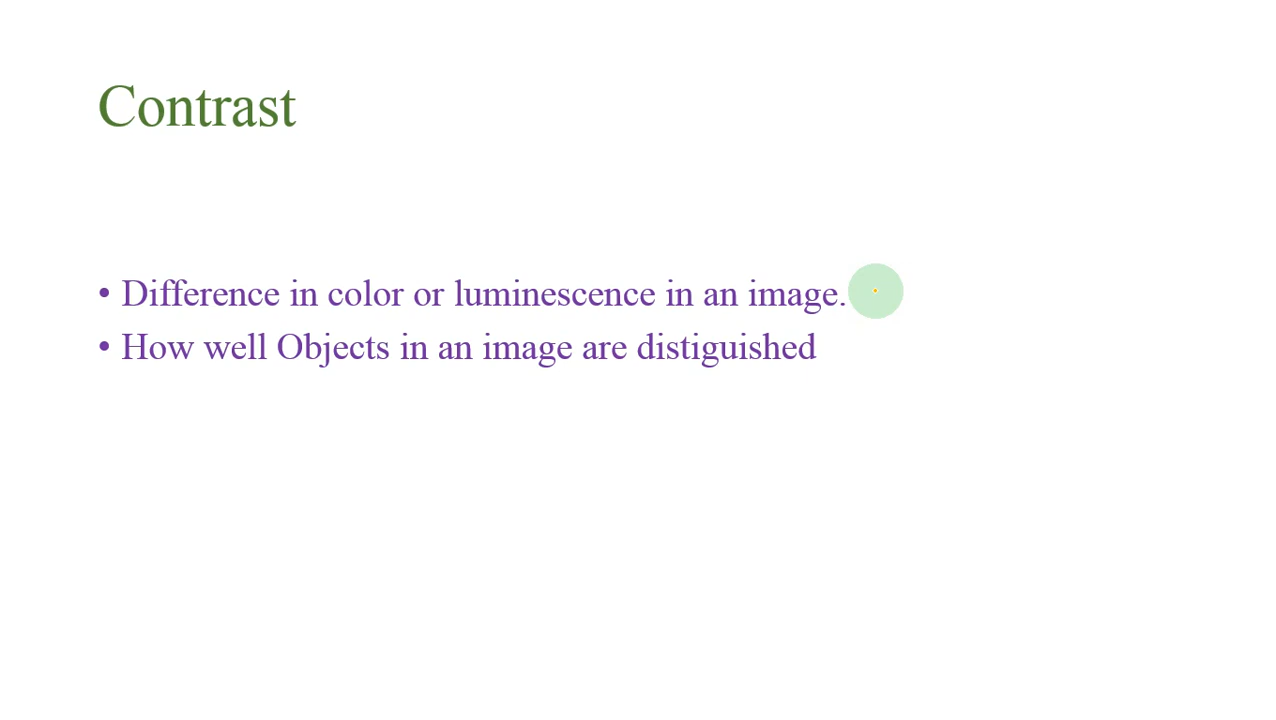 Contrast
• Difference in color or luminescence in an image.
• How well Objects in an image are distiguished